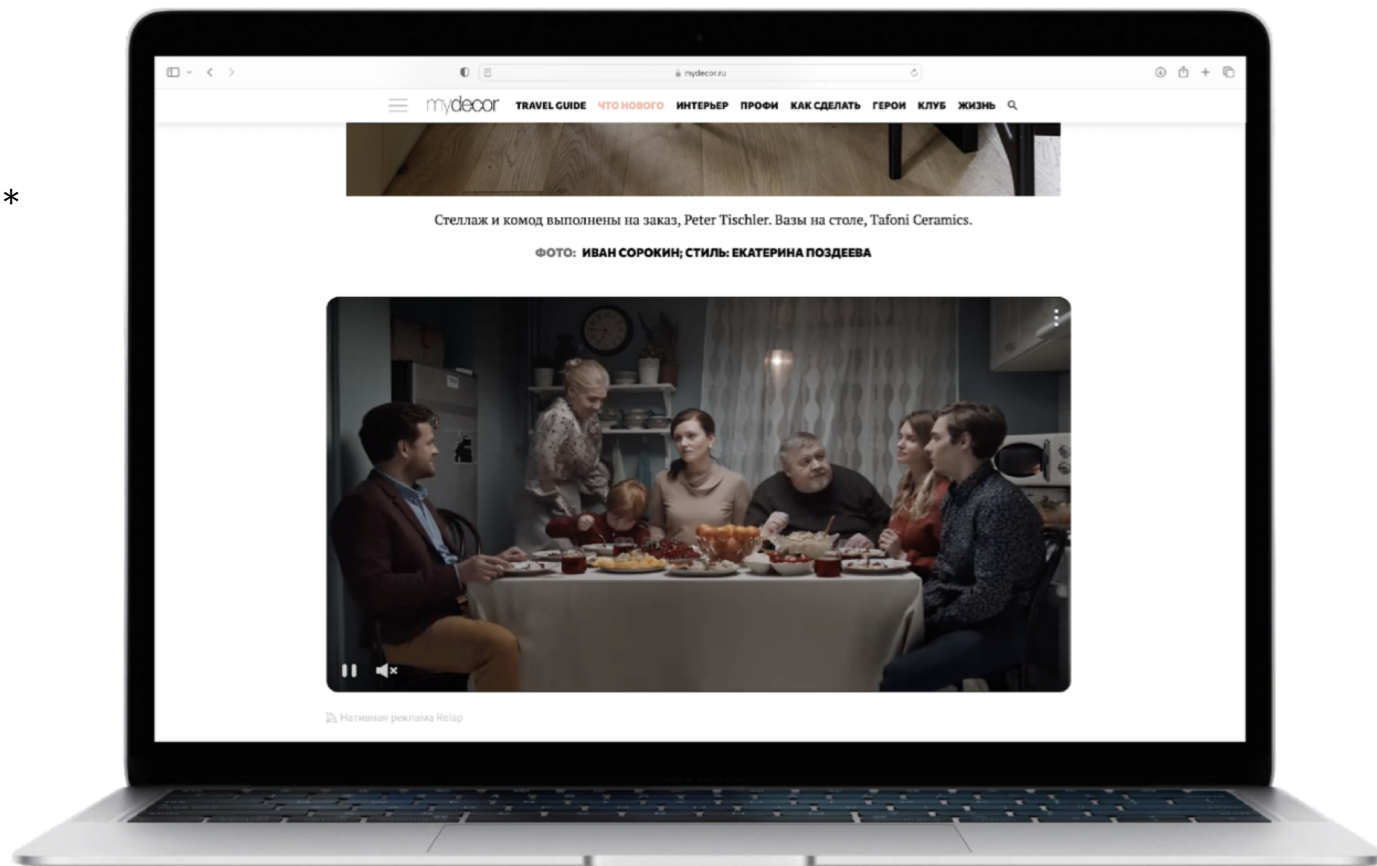 mydecor.ru
mydecor TRAVEL GUIDE ЧТО НОВОГО ИНТЕРЬЕР ПРОФИ КАК СДЕЛАТЬ ГЕРОИ КЛУБ ЖИЗНЬ
*
Стеллаж и комод выполнены на заказ, Peter Tischler. Вазы на столе, Tafoni Ceramics.
ФОТО: ИВАН СОРОКИН; СТИЛЬ: ЕКАТЕРИНА ПОЗДЕЕВА
Нативная реклама Relap